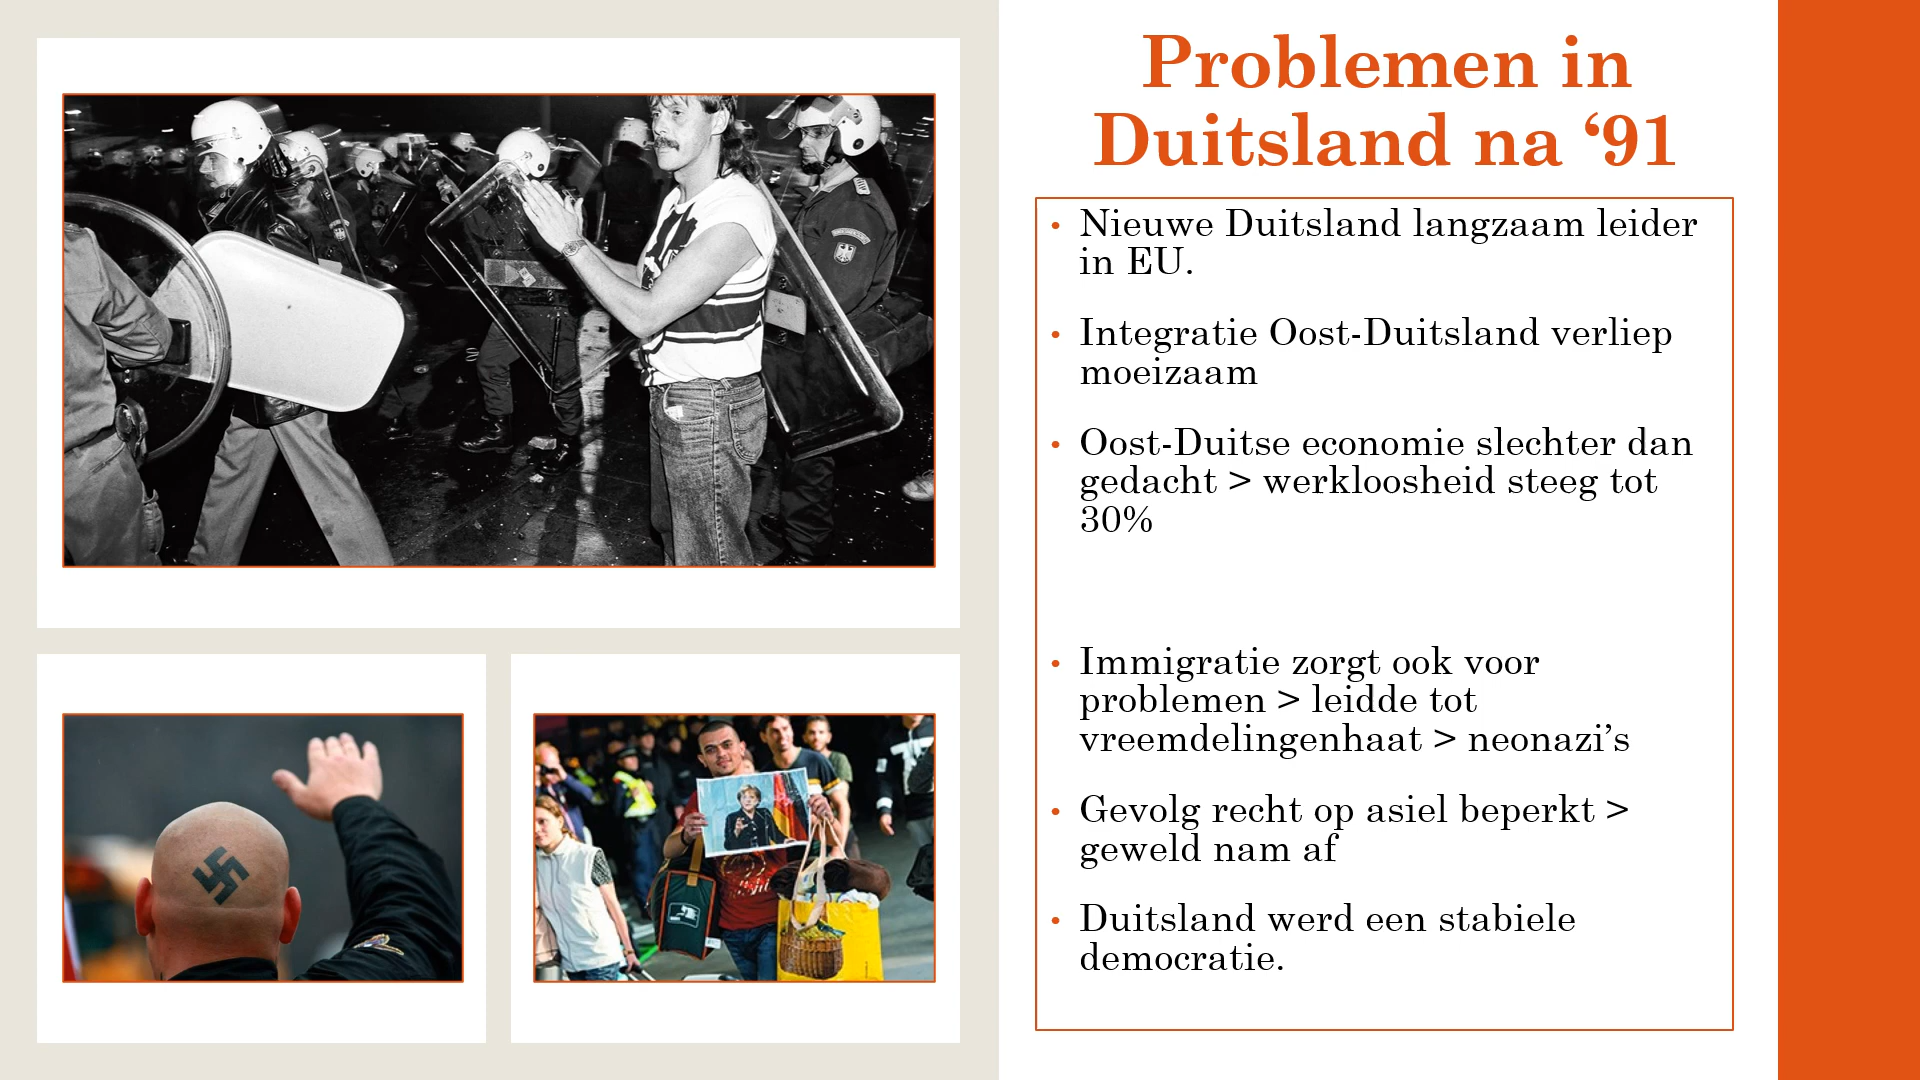 Problemen in
Duitsland na ‘91
• Nieuwe Duitsland langzaam leider
in EU.
• Integratie Oost-Duitsland verliep
moeizaam
• Oost-Duitse economie slechter dan
gedacht > werkloosheid steeg tot
30%
• Immigratie zorgt ook voor
problemen > leidde tot
vreemdelingenhaat > neonazi’s
• Gevolg recht op asiel beperkt >
geweld nam af
• Duitsland werd een stabiele
democratie.